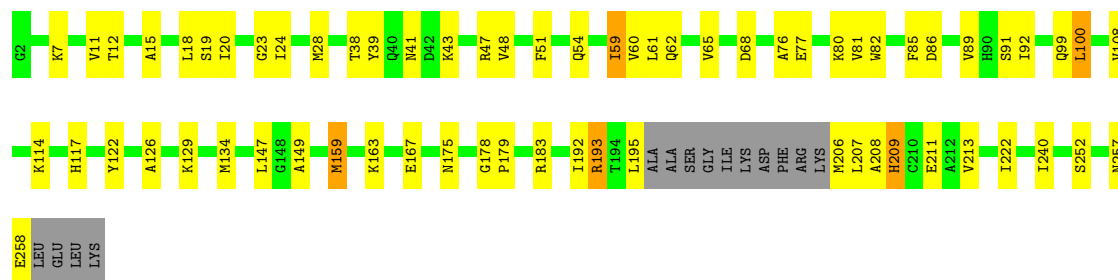 G2 K7 V11 T12 A15 L18 S19 I20 G23 I24 M28 T38 Y39 Q40 N41 D42 K43 R47 V48 F51 Q54 I59 V60 L61 Q62 V65 D68 A76 E77 K80 V81 W82 F85 D86 V89 H90 S91 I92 Q99 L100 V108
K114 H117 Y122 A126 K129 M134 L147 G148 A149 M159 K163 E167 N175 G178 P179 R183 I192 R193 T194 L195 ALA ALA SER GLY ILE LYS ASP PHE ARG LYS M206 L207 A208 H209 C210 E211 A212 V213 I222 I240 S252 N257
E258 LEU GLU LEU LYS